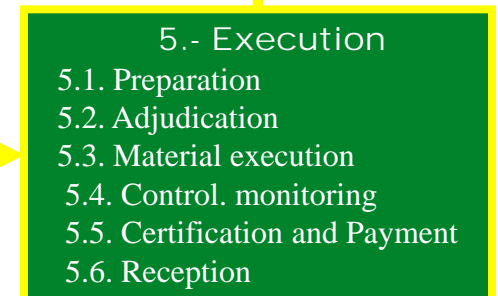 5.- Execution
5.1. Preparation
5.2. Adjudication
5.3. Material execution
5.4. Control. monitoring
5.5. Certification and Payment
5.6. Reception